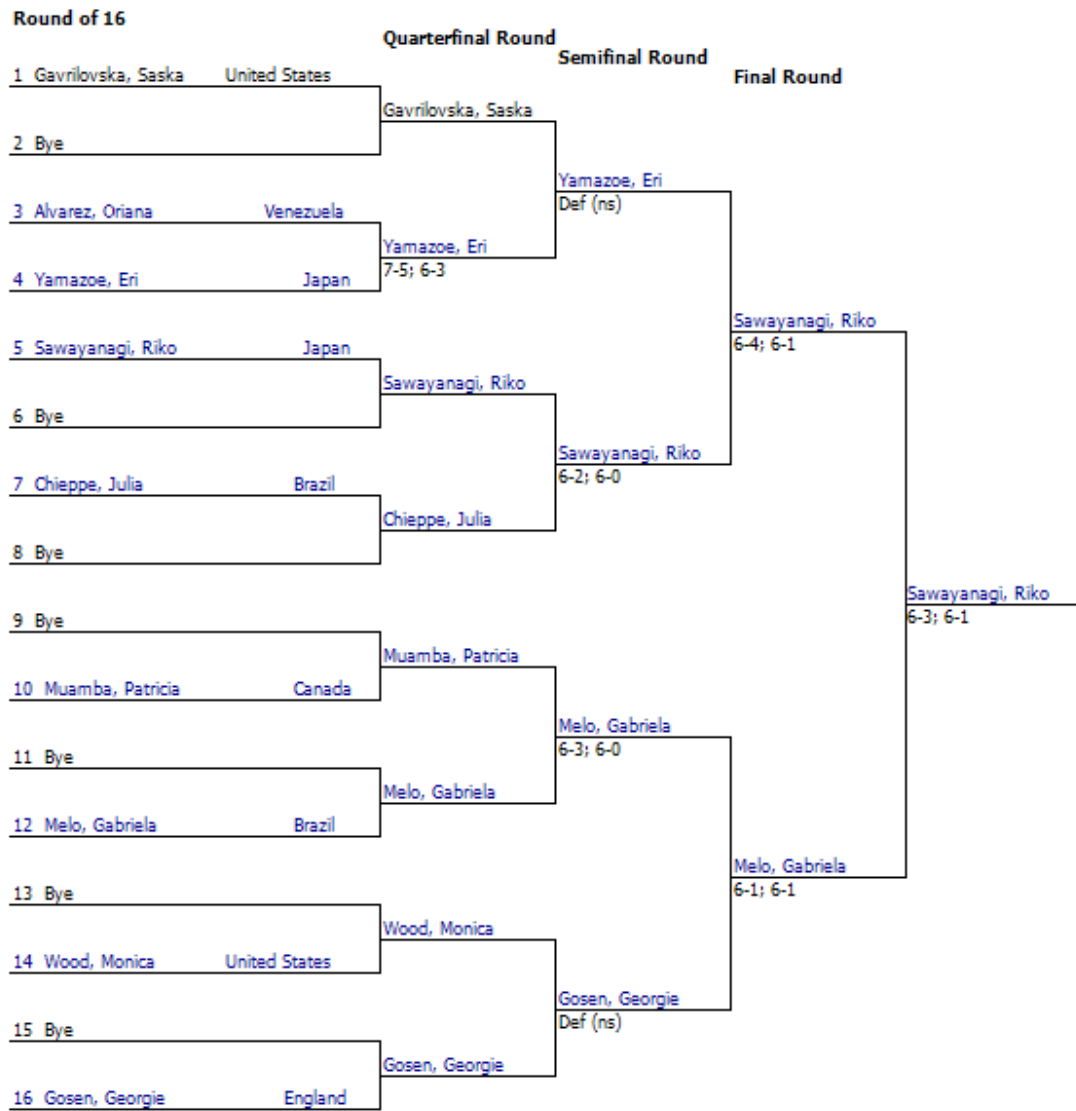 Round of 16
Quarterfinal Round
Semifinal Round
Final Round
1 Gavrilovska, Saska United States
Gavrilovska, Saska
2 Bye
Yamazoe, Eri
Def (ns)
3 Alvarez, Oriana Venezuela
Yamazoe, Eri
7-5; 6-3
4 Yamazoe, Eri Japan
Sawayanagi, Riko
6-4; 6-1
5 Sawayanagi, Riko Japan
Sawayanagi, Riko
6 Bye
Sawayanagi, Riko
6-2; 6-0
7 Chieppe, Julia Brazil
Chieppe, Julia
8 Bye
Sawayanagi, Riko
6-3; 6-1
9 Bye
Muamba, Patricia
10 Muamba, Patricia Canada
Melo, Gabriela
6-3; 6-0
11 Bye
Melo, Gabriela
12 Melo, Gabriela Brazil
Melo, Gabriela
6-1; 6-1
13 Bye
Wood, Monica
14 Wood, Monica United States
Gosen, Georgie
Def (ns)
15 Bye
Gosen, Georgie
16 Gosen, Georgie England